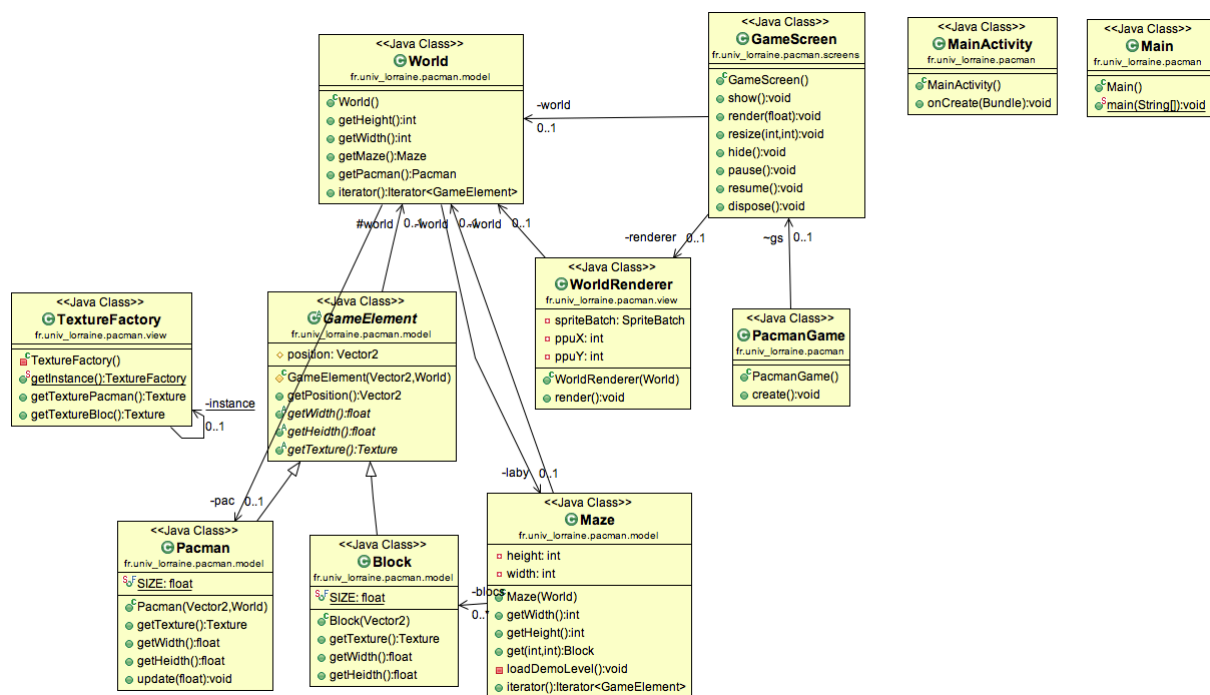 <<Java Class>>
World
fr.univ_lorraine.pacman.model
World()
getHeight():int
getWidth():int
getMaze():Maze
getPacman():Pacman
iterator():Iterator<GameElement>
<<Java Class>>
GameScreen
fr.univ_lorraine.pacman.screens
GameScreen()
show():void
render(float):void
resize(int,int):void
hide():void
pause():void
resume():void
dispose():void
<<Java Class>>
MainActivity
fr.univ_lorraine.pacman
MainActivity()
onCreate(Bundle):void
<<Java Class>>
Main
fr.univ_lorraine.pacman
Main()
main(String[]):void
-world
0..1
#world
0..1
-world
0..1
-world
0..1
-renderer
0..1
~gs
0..1
<<Java Class>>
TextureFactory
fr.univ_lorraine.pacman.view
TextureFactory()
getInstance():TextureFactory
getTexturePacman():Texture
getTextureBloc():Texture
-instance
0..1
<<Java Class>>
GameElement
fr.univ_lorraine.pacman.model
position: Vector2
GameElement(Vector2,World)
getPosition():Vector2
getWidth():float
getHeidth():float
getTexture():Texture
<<Java Class>>
WorldRenderer
fr.univ_lorraine.pacman.view
spriteBatch: SpriteBatch
ppuX: int
ppuY: int
WorldRenderer(World)
render():void
<<Java Class>>
PacmanGame
fr.univ_lorraine.pacman
PacmanGame()
create():void
-pac
0..1
-laby
0..1
<<Java Class>>
Pacman
fr.univ_lorraine.pacman.model
SIZE: float
Pacman(Vector2,World)
getTexture():Texture
getWidth():float
getHeidth():float
update(float):void
<<Java Class>>
Block
fr.univ_lorraine.pacman.model
SIZE: float
Block(Vector2)
getTexture():Texture
getWidth():float
getHeidth():float
-blocs
0..*
<<Java Class>>
Maze
fr.univ_lorraine.pacman.model
height: int
width: int
Maze(World)
getWidth():int
getHeight():int
get(int,int):Block
loadDemoLevel():void
iterator():Iterator<GameElement>